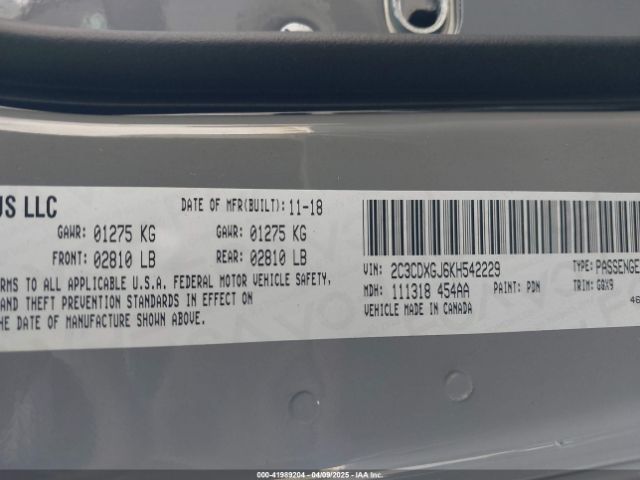 US LLC
DATE OF MFR(BUILT): 11-18
GAWR: 01275 KG GAWR: 01275 KG
FRONT: 02810 LB REAR: 02810 LB
RMS TO ALL APPLICABLE U.S.A. FEDERAL MOTOR VEHICLE SAFETY,
AND THEFT PREVENTION STANDARDS IN EFFECT ON
HE DATE OF MANUFACTURE SHOWN ABOVE.
VIN: 2C3CDXGJ6KH542229 TYPE: PASSENGE
MDH: 111318 454AA PAINT: PDN TRIM: GQX9
VEHICLE MADE IN CANADA
46
000-41989204 - 04/09/2025 - IAA Inc.